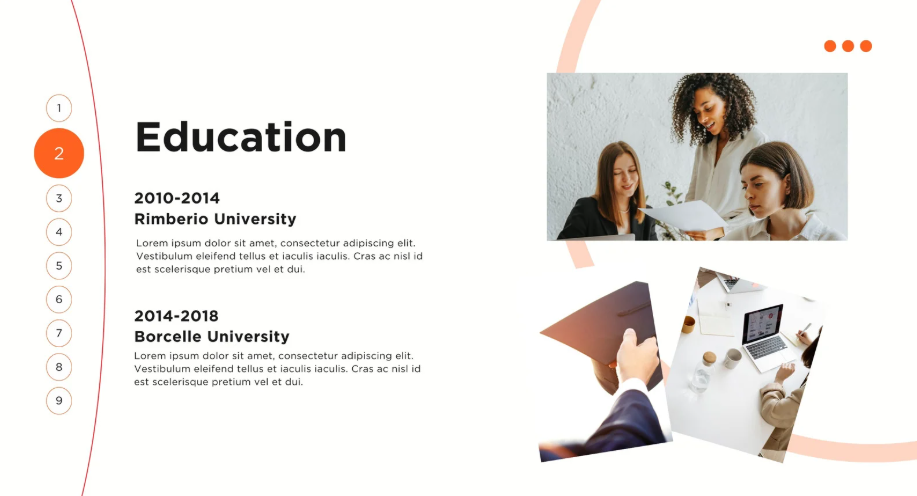 1
2
3
4
5
6
7
8
9
Education
2010-2014
Rimberio University
Lorem ipsum dolor sit amet, consectetur adipiscing elit.
Vestibulum eleifend tellus et iaculis iaculis. Cras ac nisl id
est scelerisque pretium vel et dui.
2014-2018
Borcelle University
Lorem ipsum dolor sit amet, consectetur adipiscing elit.
Vestibulum eleifend tellus et iaculis iaculis. Cras ac nisl id
est scelerisque pretium vel et dui.